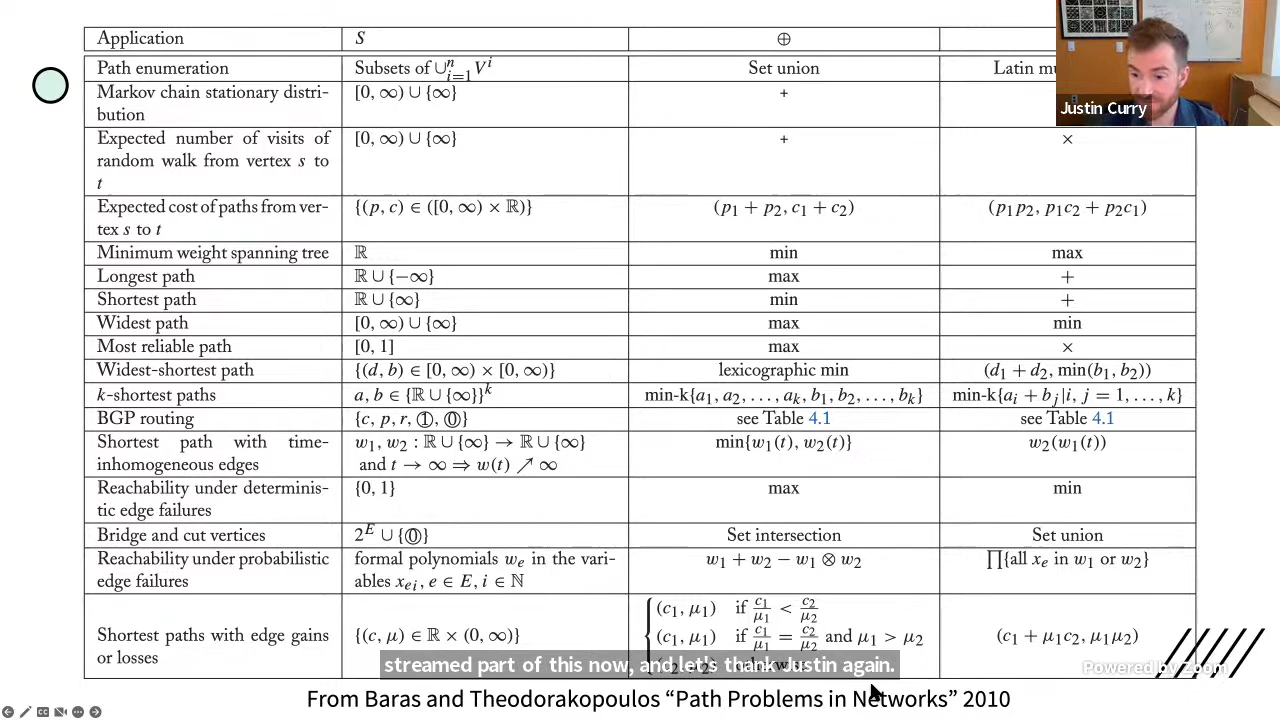 Application S ⊕
Path enumeration Subsets of ∪ⁿᵢ₌₁ Vⁱ Set union Latin mu
Markov chain stationary distri- [0, ∞) ∪ {∞} +
bution
Expected number of visits of [0, ∞) ∪ {∞} + ×
random walk from vertex s to
t
Expected cost of paths from ver- {(p, c) ∈ ([0, ∞) × ℝ)} (p₁ + p₂, c₁ + c₂) (p₁p₂, p₁c₂ + p₂c₁)
tex s to t
Minimum weight spanning tree ℝ min max
Longest path ℝ ∪ {−∞} max +
Shortest path ℝ ∪ {∞} min +
Widest path [0, ∞) ∪ {∞} max min
Most reliable path [0, 1] max ×
Widest-shortest path {(d, b) ∈ [0, ∞) × [0, ∞)} lexicographic min (d₁ + d₂, min(b₁, b₂))
k-shortest paths a, b ∈ {ℝ ∪ {∞}}ᵏ min-k{a₁, a₂, . . . , aₖ, b₁, b₂, . . . , bₖ} min-k{aᵢ + bⱼ|i, j = 1, . . . , k}
BGP routing {c, p, r, ①, ⓪} see Table 4.1 see Table 4.1
Shortest path with time- w₁, w₂ : ℝ ∪ {∞} → ℝ ∪ {∞} min{w₁(t), w₂(t)} w₂(w₁(t))
inhomogeneous edges and t → ∞ ⇒ w(t) ↗ ∞
Reachability under determinis- {0, 1} max min
tic edge failures
Bridge and cut vertices 2ᴱ ∪ {⓪} Set intersection Set union
Reachability under probabilistic formal polynomials wₑ in the vari- w₁ + w₂ − w₁ ⊗ w₂ ∏{all xₑ in w₁ or w₂}
edge failures ables xₑᵢ, e ∈ E, i ∈ ℕ
(c₁, μ₁) if c₁/μ₁ < c₂/μ₂
Shortest paths with edge gains {(c, μ) ∈ ℝ × (0, ∞)} (c₁, μ₁) if c₁/μ₁ = c₂/μ₂ and μ₁ > μ₂ (c₁ + μ₁c₂, μ₁μ₂)
or losses
Justin Curry
streamed part of this now, and let's thank Justin again.
Powered by Zoom
From Baras and Theodorakopoulos “Path Problems in Networks” 2010